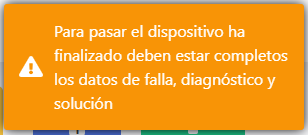 Para pasar el dispositivo ha
finalizado deben estar completos
los datos de falla, diagnóstico y
solución